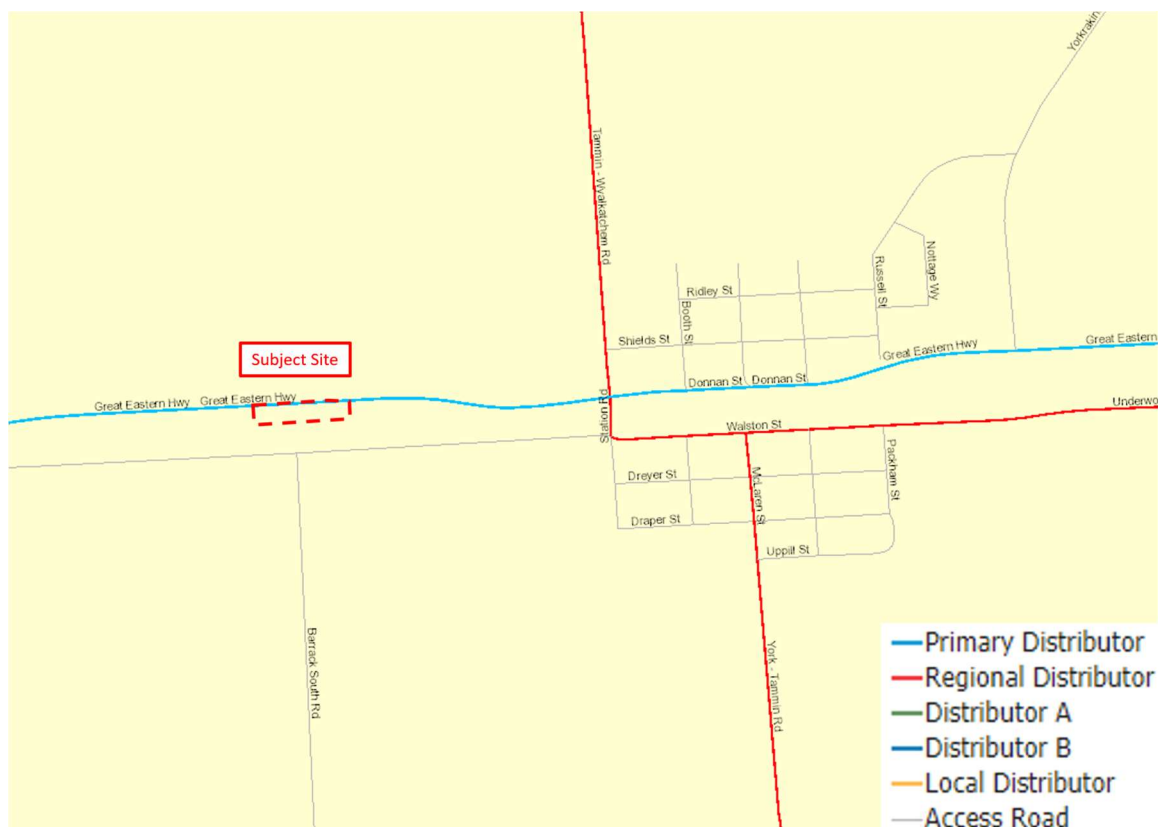 Yorkrakin
Tammin - Wyalkatchem Rd
Nottage Wy
Russell St
Ridley St
Booth St
Shields St
Great Eastern Hwy
Great Eastern
Subject Site
Donnan St
Donnan St
Great Eastern Hwy
Great Eastern Hwy
Station Rd
Underwo
Walston St
Packham St
Dreyer St
McLaren St
Draper St
Uppill St
Barrack South Rd
York - Tammin Rd
Primary Distributor
Regional Distributor
Distributor A
Distributor B
Local Distributor
Access Road